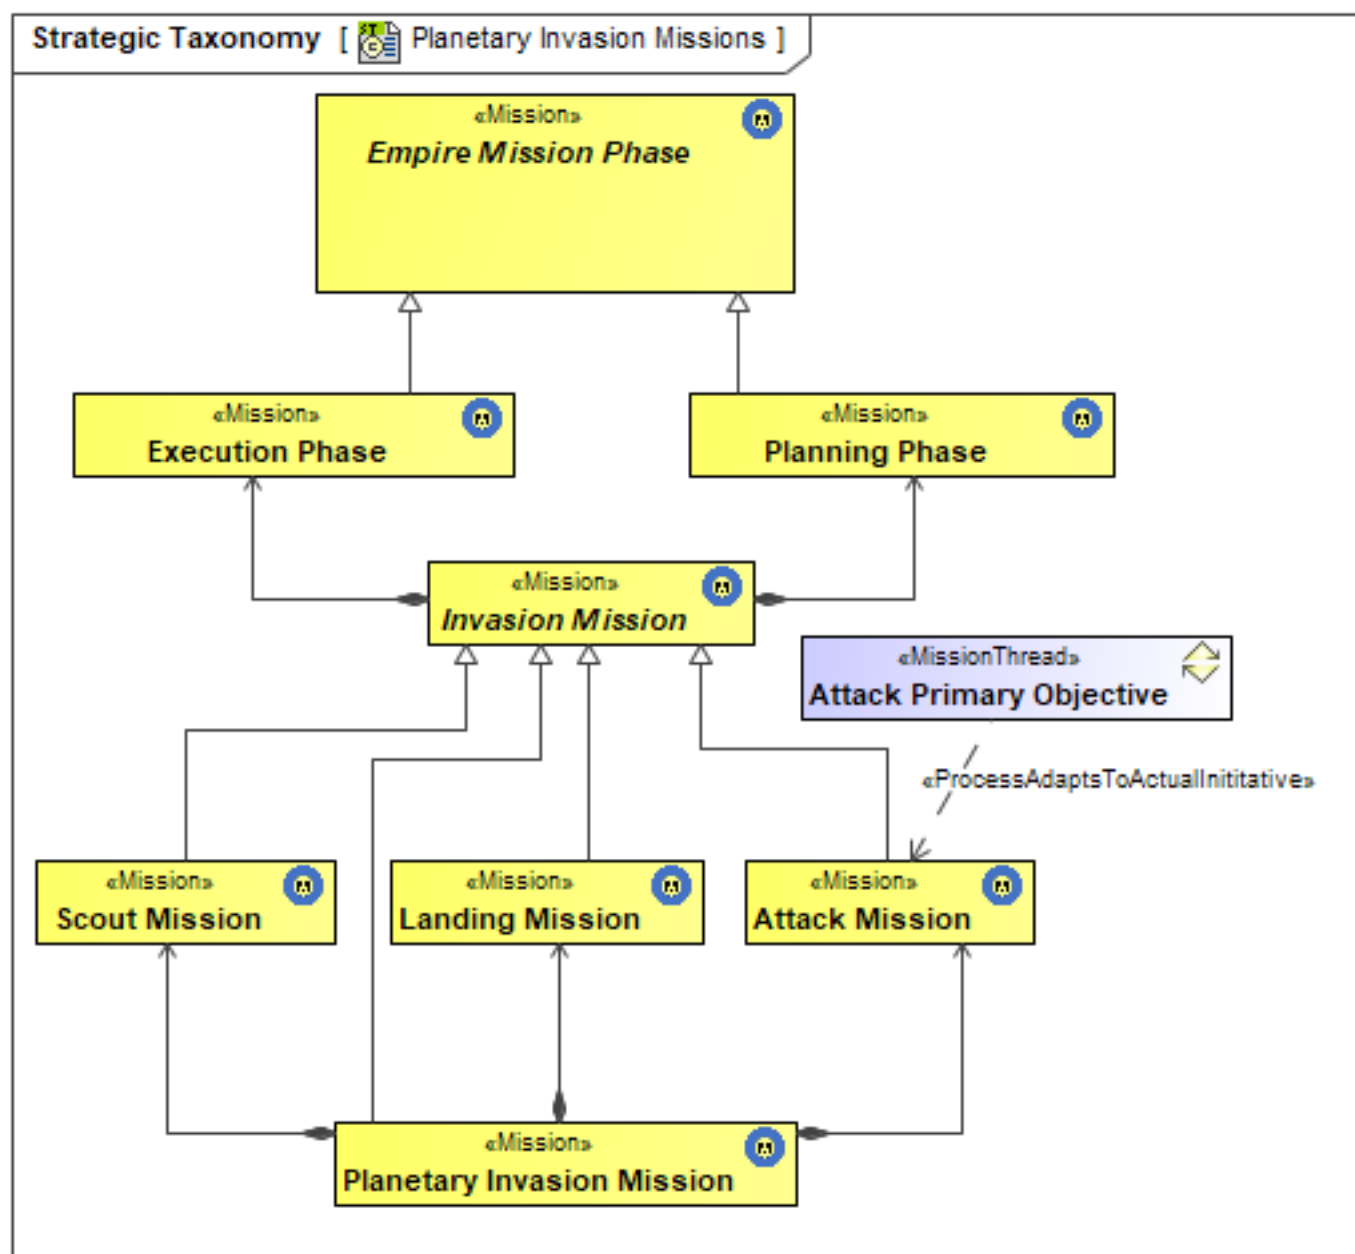 Strategic Taxonomy [ Planetary Invasion Missions ]
«Mission»
Empire Mission Phase
«Mission»
Execution Phase
«Mission»
Planning Phase
«Mission»
Invasion Mission
«MissionThread»
Attack Primary Objective
«ProcessAdaptsToActualInititative»
«Mission»
Scout Mission
«Mission»
Landing Mission
«Mission»
Attack Mission
«Mission»
Planetary Invasion Mission